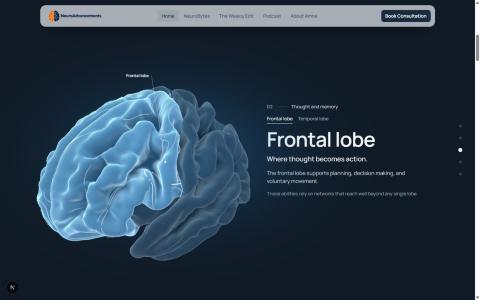 NeuroAdvancements
Home NeuroBytes The Weekly Edit Podcast About Amna Book Consultation
Frontal lobe
02 Thought and memory
Frontal lobe Temporal lobe
Frontal lobe
Where thought becomes action.
The frontal lobe supports planning, decision making, and
voluntary movement.
These abilities rely on networks that reach well beyond any single lobe.
N